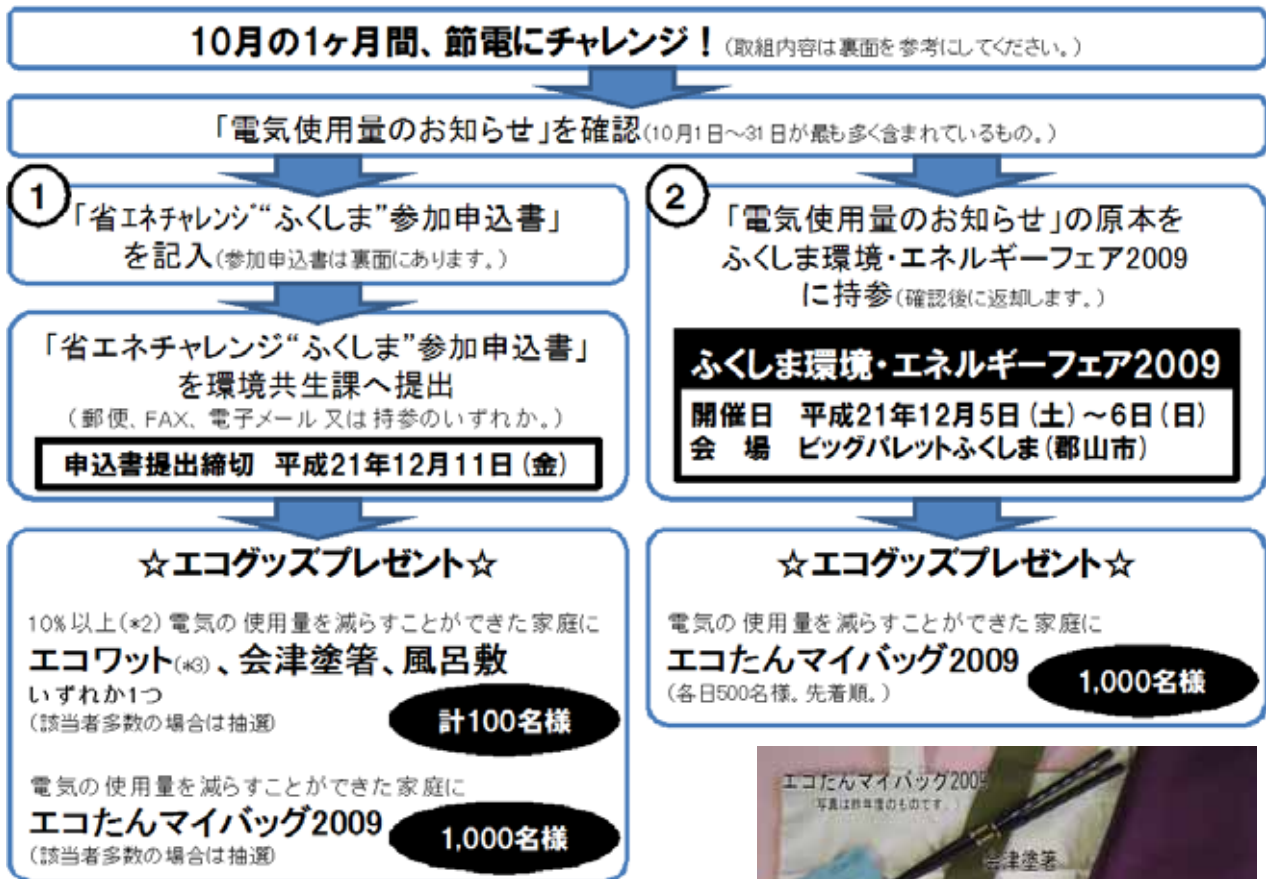 10月の1ヶ月間、節電にチャレンジ！(取組内容は裏面を参考にしてください。)
「電気使用量のお知らせ」を確認(10月1日～31日が最も多く含まれているもの。)
1
「省エネチャレンジ“ふくしま”参加申込書」
を記入(参加申込書は裏面にあります。)
「省エネチャレンジ“ふくしま”参加申込書」
を環境共生課へ提出
(郵便、FAX、電子メール又は持参のいずれか。)
申込書提出締切 平成21年12月11日(金)
☆エコグッズプレゼント☆
10%以上(*2)電気の使用量を減らすことができた家庭に
エコワット(*3)、会津塗箸、風呂敷
いずれか1つ
(該当者多数の場合は抽選)
計100名様
電気の使用量を減らすことができた家庭に
エコたんマイバッグ2009
(該当者多数の場合は抽選)
1,000名様
2
「電気使用量のお知らせ」の原本を
ふくしま環境・エネルギーフェア2009
に持参(確認後に返却します。)
ふくしま環境・エネルギーフェア2009
開催日 平成21年12月5日(土)～6日(日)
会 場 ビッグパレットふくしま(郡山市)
☆エコグッズプレゼント☆
電気の使用量を減らすことができた家庭に
エコたんマイバッグ2009
(各日500名様。先着順。)
1,000名様
エコたんマイバッグ2009
(写真は昨年度のものです。)
会津塗箸